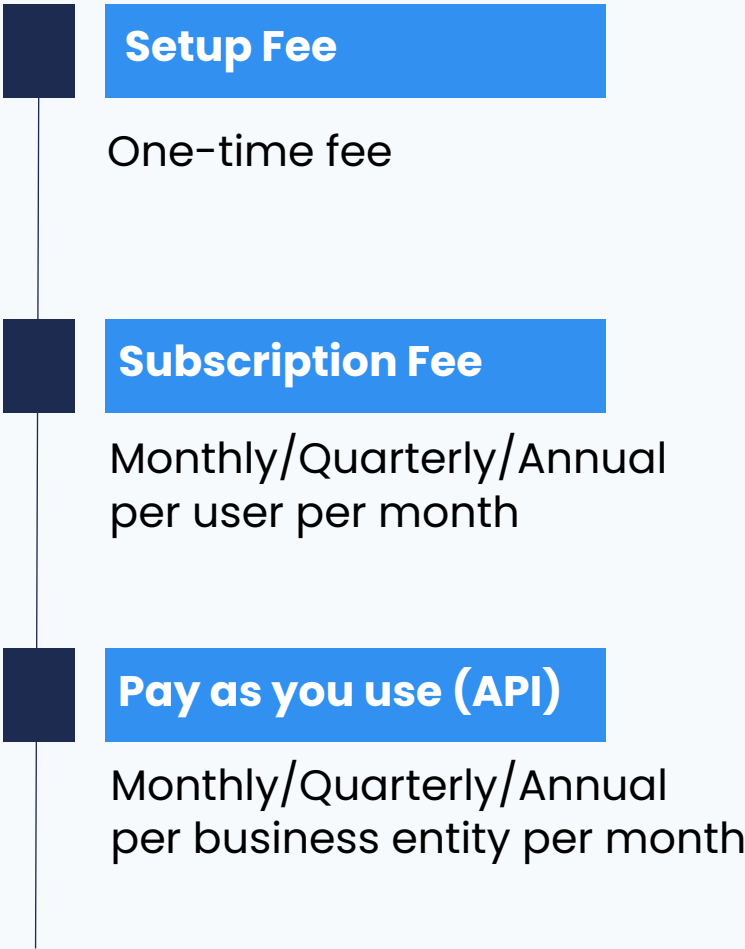 Setup Fee
One-time fee
Subscription Fee
Monthly/Quarterly/Annual
per user per month
Pay as you use (API)
Monthly/Quarterly/Annual
per business entity per month